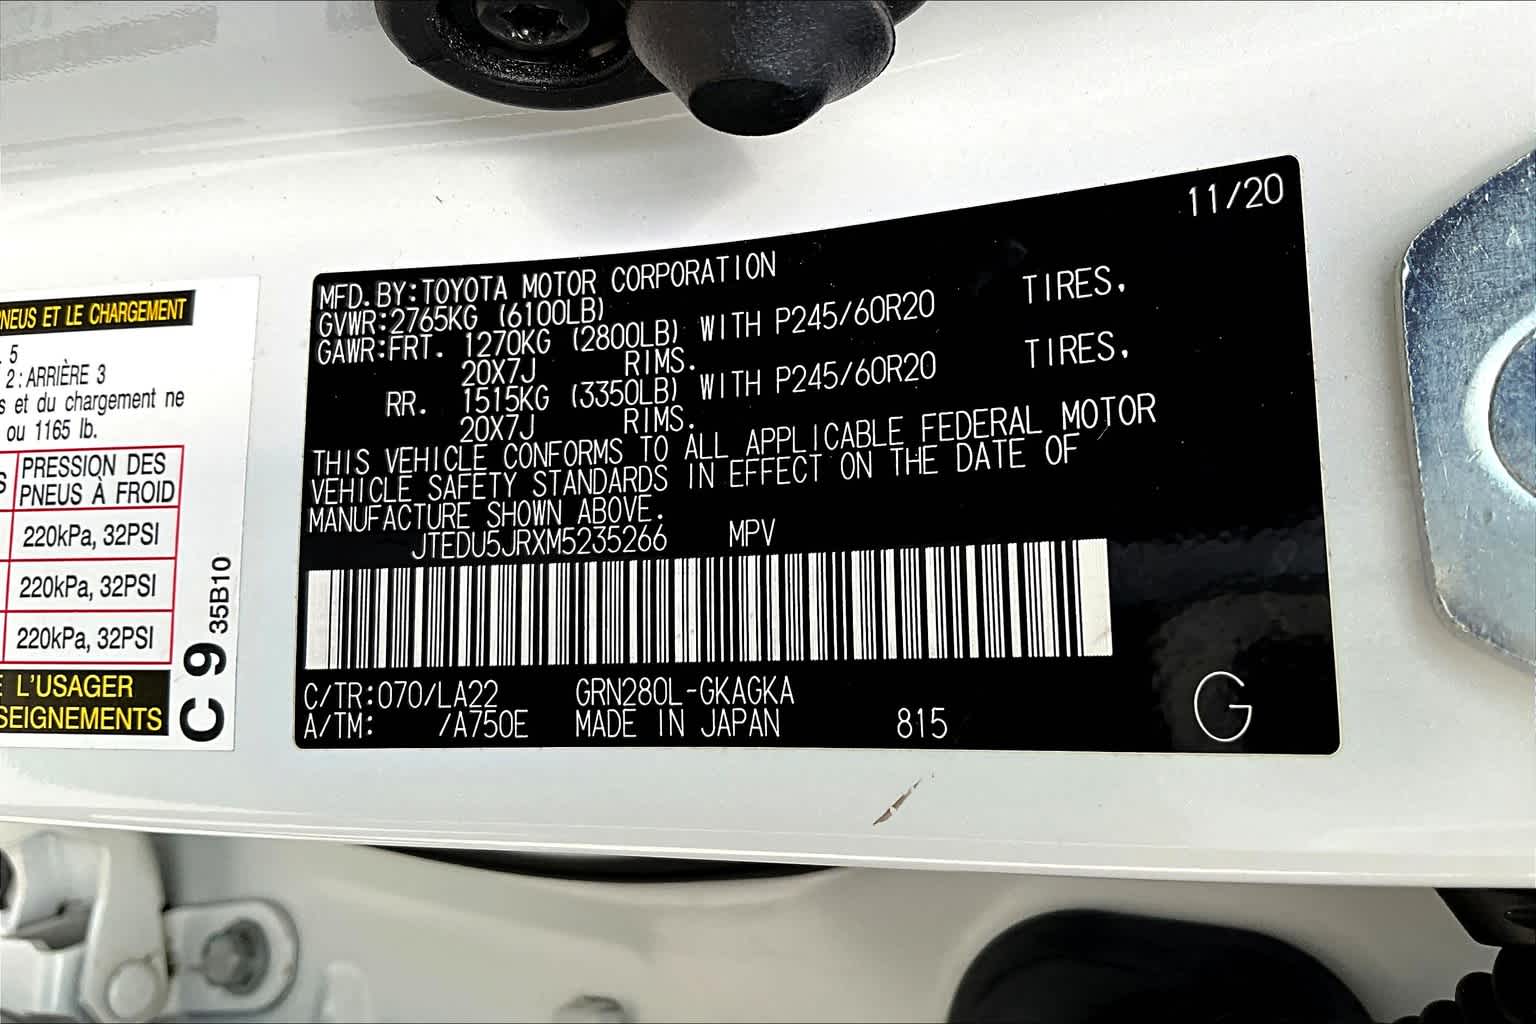 PNEUS ET LE CHARGEMENT
5
2: ARRIÈRE 3
et du chargement ne
ou 1165 lb.
PRESSION DES
PNEUS À FROID
220kPa, 32PSI
220kPa, 32PSI
220kPa, 32PSI
L'USAGER
C 9 35B10
11/20
MFD. BY: TOYOTA MOTOR CORPORATION
GVWR: 2765KG (6100LB)
GAWR: FRT. 1270KG (2800LB) WITH P245/60R20 TIRES,
20X7J RIMS.
RR. 1515KG (3350LB) WITH P245/60R20 TIRES,
20X7J RIMS.
THIS VEHICLE CONFORMS TO ALL APPLICABLE FEDERAL MOTOR
VEHICLE SAFETY STANDARDS IN EFFECT ON THE DATE OF
MANUFACTURE SHOWN ABOVE.
JTEDU5JRXM5235266 MPV
C/TR: 070/LA22 GRN280L-GKAGKA
A/TM: /A750E MADE IN JAPAN 815
G